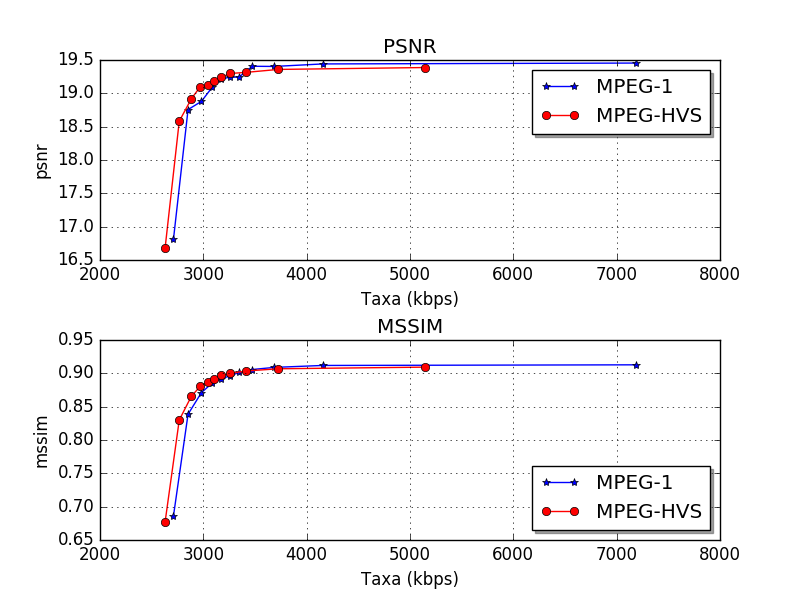 PSNR
19.5
19.0
18.5
18.0
17.5
17.0
16.5
psnr
MPEG-1
MPEG-HVS
2000 3000 4000 5000 6000 7000 8000
Taxa (kbps)
MSSIM
0.95
0.90
0.85
0.80
0.75
0.70
0.65
mssim
MPEG-1
MPEG-HVS
2000 3000 4000 5000 6000 7000 8000
Taxa (kbps)